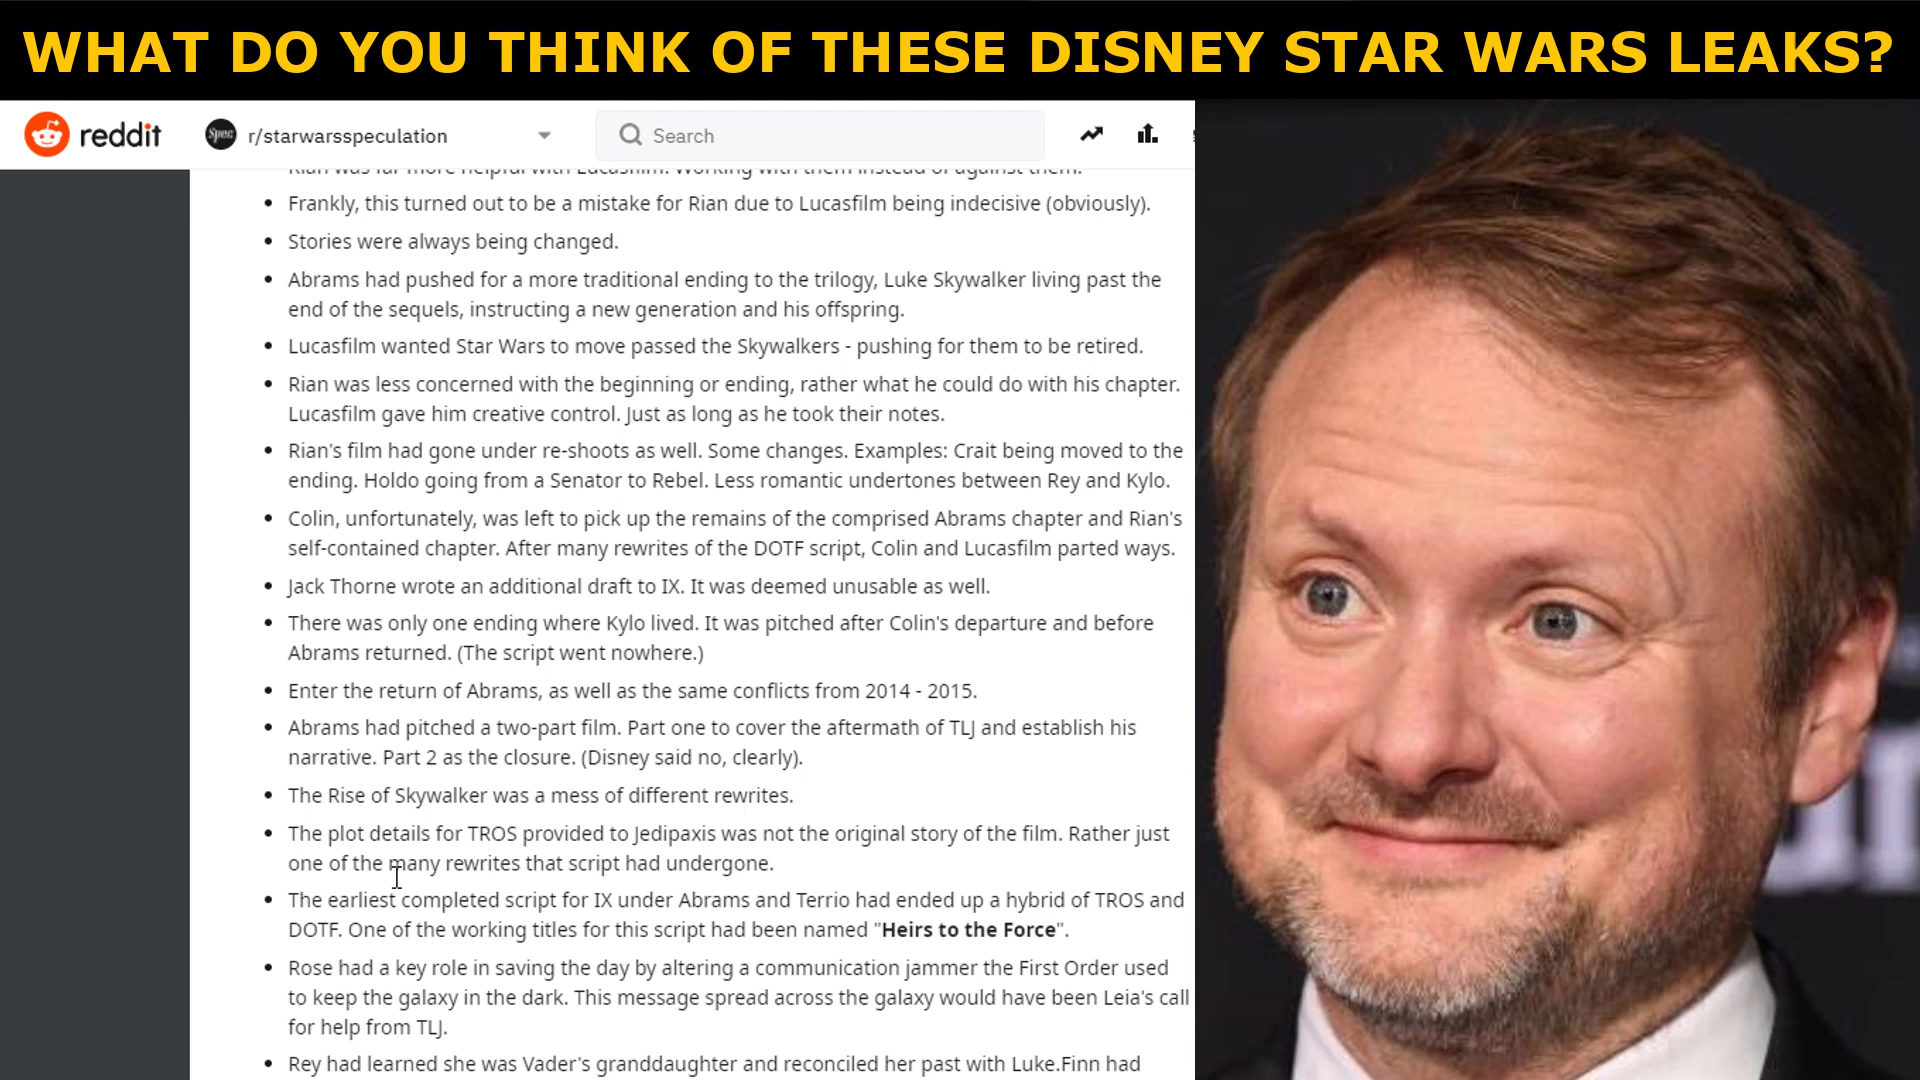 WHAT DO YOU THINK OF THESE DISNEY STAR WARS LEAKS?
reddit
Spec
r/starwarsspeculation
Search
Rian was far more helpful with Lucasfilm. Working with them instead of against them.
Frankly, this turned out to be a mistake for Rian due to Lucasfilm being indecisive (obviously).
Stories were always being changed.
Abrams had pushed for a more traditional ending to the trilogy, Luke Skywalker living past the
end of the sequels, instructing a new generation and his offspring.
Lucasfilm wanted Star Wars to move passed the Skywalkers - pushing for them to be retired.
Rian was less concerned with the beginning or ending, rather what he could do with his chapter.
Lucasfilm gave him creative control. Just as long as he took their notes.
Rian's film had gone under re-shoots as well. Some changes. Examples: Crait being moved to the
ending. Holdo going from a Senator to Rebel. Less romantic undertones between Rey and Kylo.
Colin, unfortunately, was left to pick up the remains of the comprised Abrams chapter and Rian's
self-contained chapter. After many rewrites of the DOTF script, Colin and Lucasfilm parted ways.
Jack Thorne wrote an additional draft to IX. It was deemed unusable as well.
There was only one ending where Kylo lived. It was pitched after Colin's departure and before
Abrams returned. (The script went nowhere.)
Enter the return of Abrams, as well as the same conflicts from 2014 - 2015.
Abrams had pitched a two-part film. Part one to cover the aftermath of TLJ and establish his
narrative. Part 2 as the closure. (Disney said no, clearly).
The Rise of Skywalker was a mess of different rewrites.
The plot details for TROS provided to Jedipaxis was not the original story of the film. Rather just
one of the many rewrites that script had undergone.
The earliest completed script for IX under Abrams and Terrio had ended up a hybrid of TROS and
DOTF. One of the working titles for this script had been named "Heirs to the Force".
Rose had a key role in saving the day by altering a communication jammer the First Order used
to keep the galaxy in the dark. This message spread across the galaxy would have been Leia's call
for help from TLJ.
Rey had learned she was Vader's granddaughter and reconciled her past with Luke.Finn had